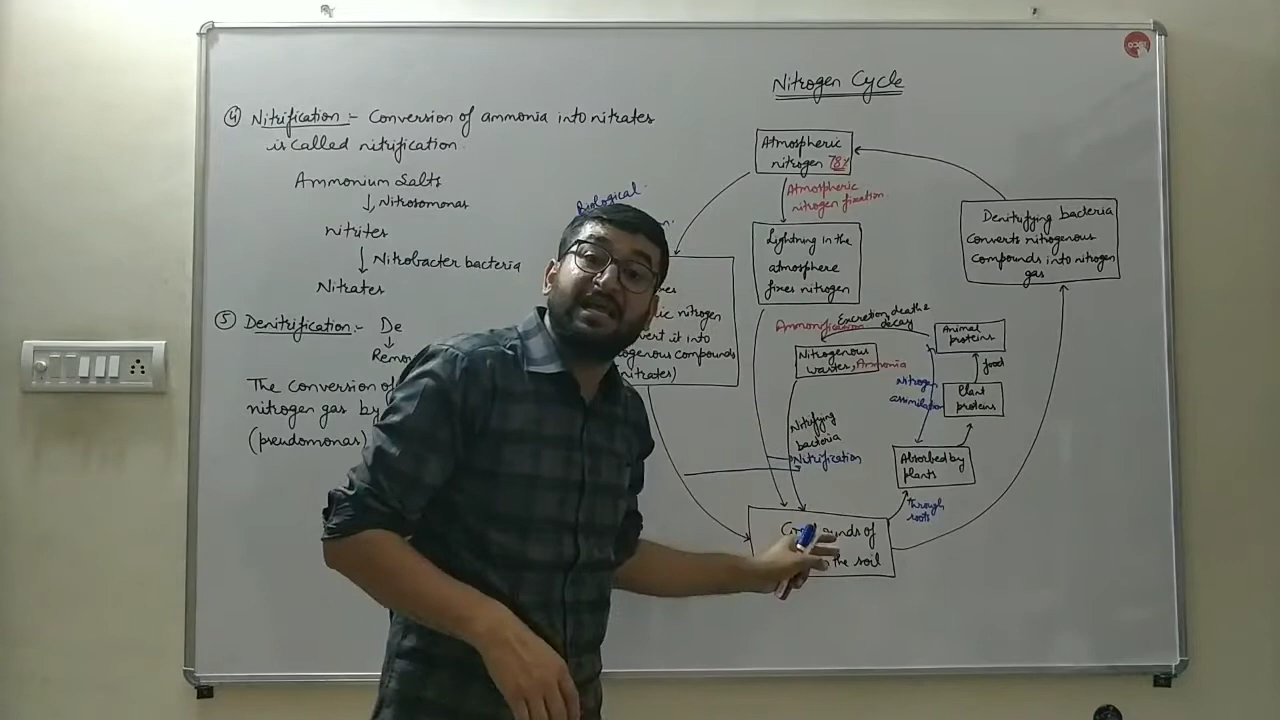 Nitrogen Cycle
④ Nitrification :- Conversion of ammonia into nitrates
is called nitrification.
Ammonium Salts
↓, Nitrosomonas
nitrites
↓ Nitrobacter bacteria
Nitrates
⑤ Denitrification :- De
↓
The conversion of
nitrogen gas by
(pseudomonas)
Biological
nitrogen
it into
compounds
nitrates)
Atmospheric
nitrogen 78%
Atmospheric
nitrogen fixation
Lightning in the
atmosphere
fixes nitrogen
Denitrifying bacteria
Converts nitrogenous
Compounds into nitrogen
gas
Excretion, death &
decay
Ammonification
Nitrogenous
wastes, Ammonia
Animal
proteins
food
Plant
proteins
nitrogen
assimilation
Nitrifying
bacteria
Nitrification
Absorbed by
plants
through
roots
of
the soil